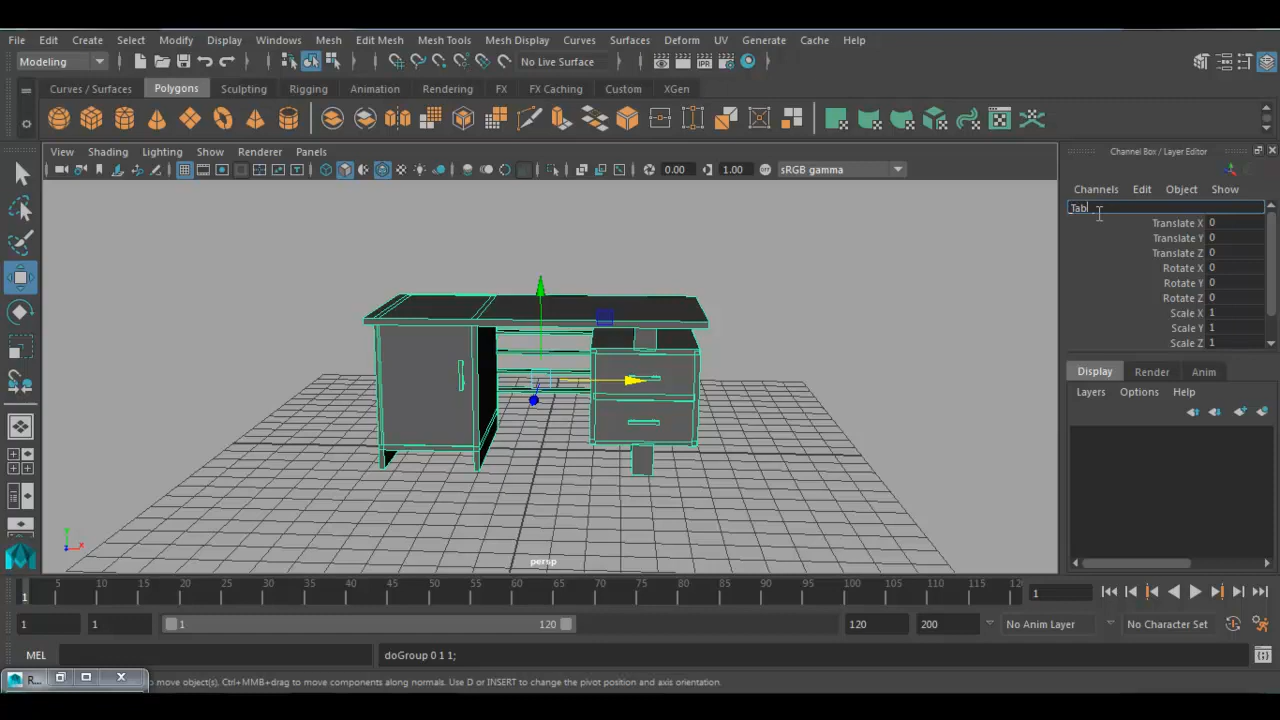 File Edit Create Select Modify Display Windows Mesh Edit Mesh Mesh Tools Mesh Display Curves Surfaces Deform UV Generate Cache Help
Modeling No Live Surface
Curves / Surfaces Polygons Sculpting Rigging Animation Rendering FX FX Caching Custom XGen
Channel Box / Layer Editor
View Shading Lighting Show Renderer Panels
0.00 1.00 sRGB gamma
Channels Edit Object Show
Tab
Translate X 0
Translate Y 0
Translate Z 0
Rotate X 0
Rotate Y 0
Rotate Z 0
Scale X 1
Scale Y 1
Scale Z 1
Display Render Anim
Layers Options Help
persp
5 10 15 20 25 30 35 40 45 50 55 60 65 70 75 80 85 90 95 100 105 110 115 12
1 1
1 1 1 120 120 200 No Anim Layer No Character Set
MEL doGroup 0 1 1;
R... to move object(s). Ctrl+MMB+drag to move components along normals. Use D or INSERT to change the pivot position and axis orientation.